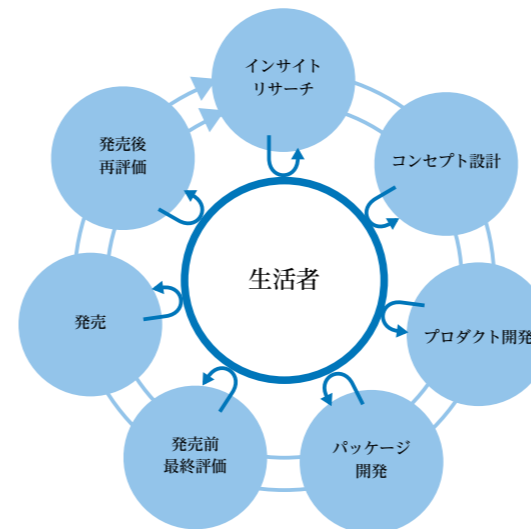 インサイト
リサーチ
コンセプト設計
プロダクト開発
パッケージ
開発
発売前
最終評価
発売
発売後
再評価
生活者